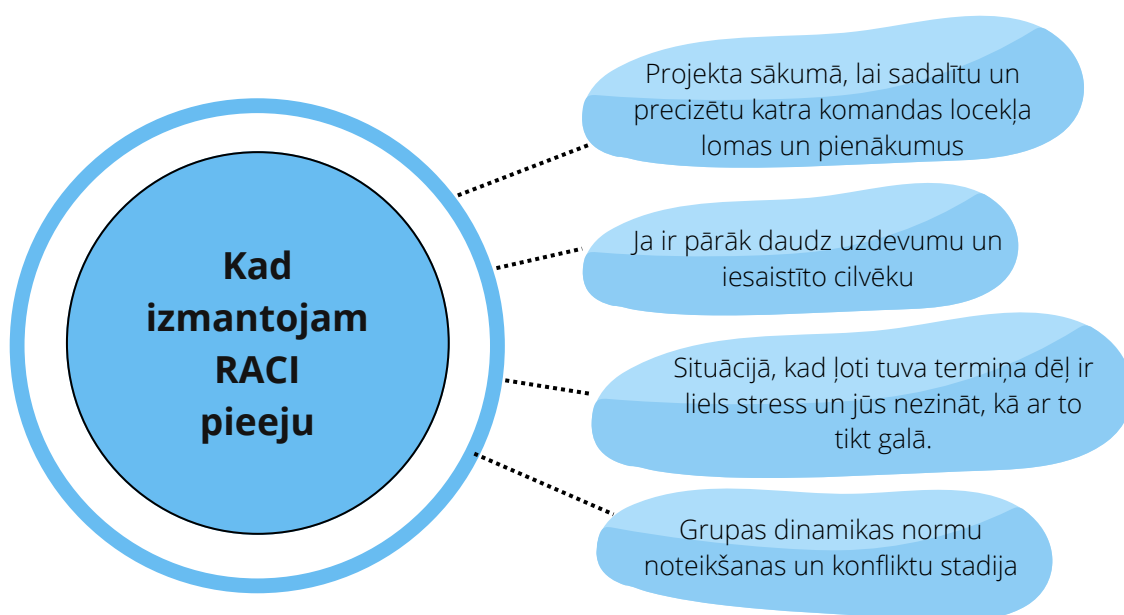 Kad
izmantojam
RACI
pieeju
Projekta sākumā, lai sadalītu un
precizētu katra komandas locekļa
lomas un pienākumus
Ja ir pārāk daudz uzdevumu un
iesaistīto cilvēku
Situācijā, kad ļoti tuva termiņa dēļ ir
liels stress un jūs nezināt, kā ar to
tikt galā.
Grupas dinamikas normu
noteikšanas un konfliktu stadija